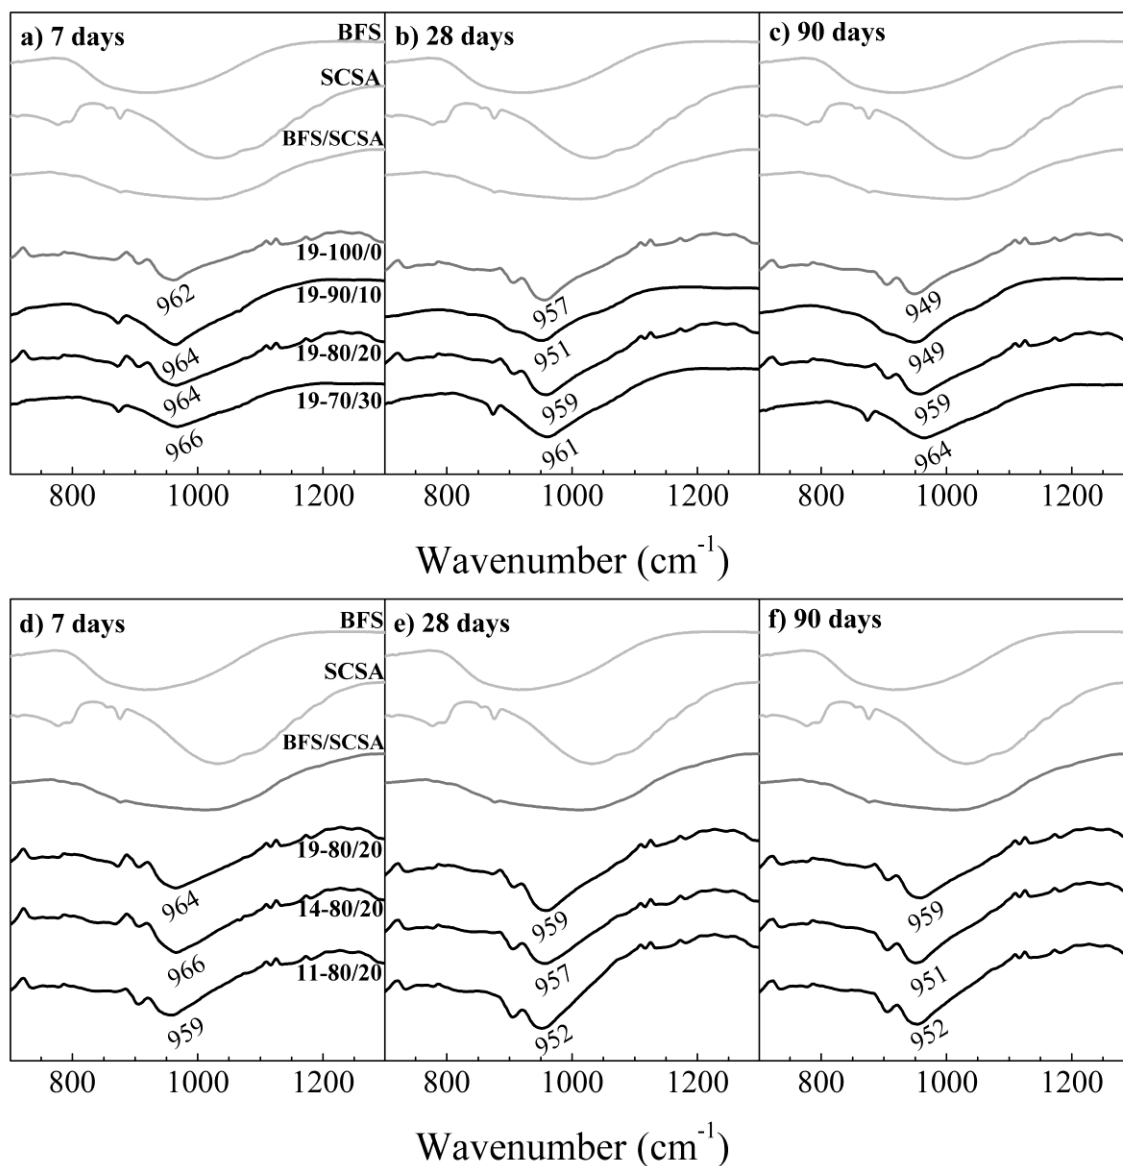 a) 7 days
BFS
SCSA
BFS/SCSA
19-100/0
962
19-90/10
964
19-80/20
964
19-70/30
966
b) 28 days
957
951
959
961
c) 90 days
949
949
959
964
800 1000 1200 800 1000 1200 800 1000 1200
Wavenumber (cm⁻¹)
d) 7 days
BFS
SCSA
BFS/SCSA
19-80/20
964
14-80/20
966
11-80/20
959
e) 28 days
959
957
952
f) 90 days
959
951
952
800 1000 1200 800 1000 1200 800 1000 1200
Wavenumber (cm⁻¹)